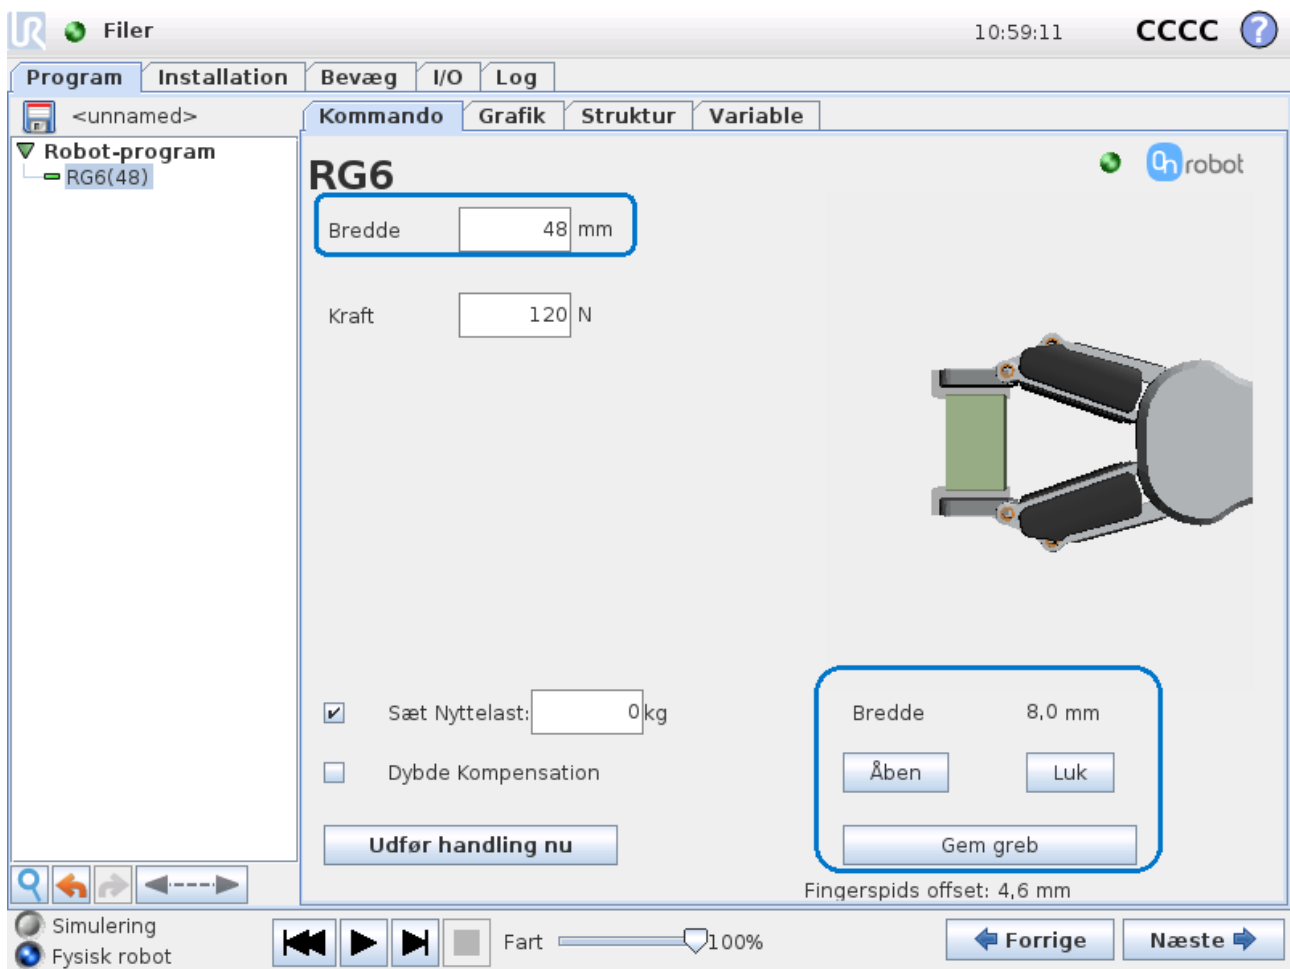 Filer 10:59:11 CCCC ?
Program Installation Bevæg I/O Log
<unnamed> Kommando Grafik Struktur Variable
Robot-program
RG6(48)
RG6
On robot
Bredde 48 mm
Kraft 120 N
Sæt Nyttelast: 0 kg
Bredde 8,0 mm
Dybde Kompensation
Åben Luk
Udfør handling nu
Gem greb
Fingerspids offset: 4,6 mm
Simulering
Fysisk robot
Fart 100%
Forrige Næste